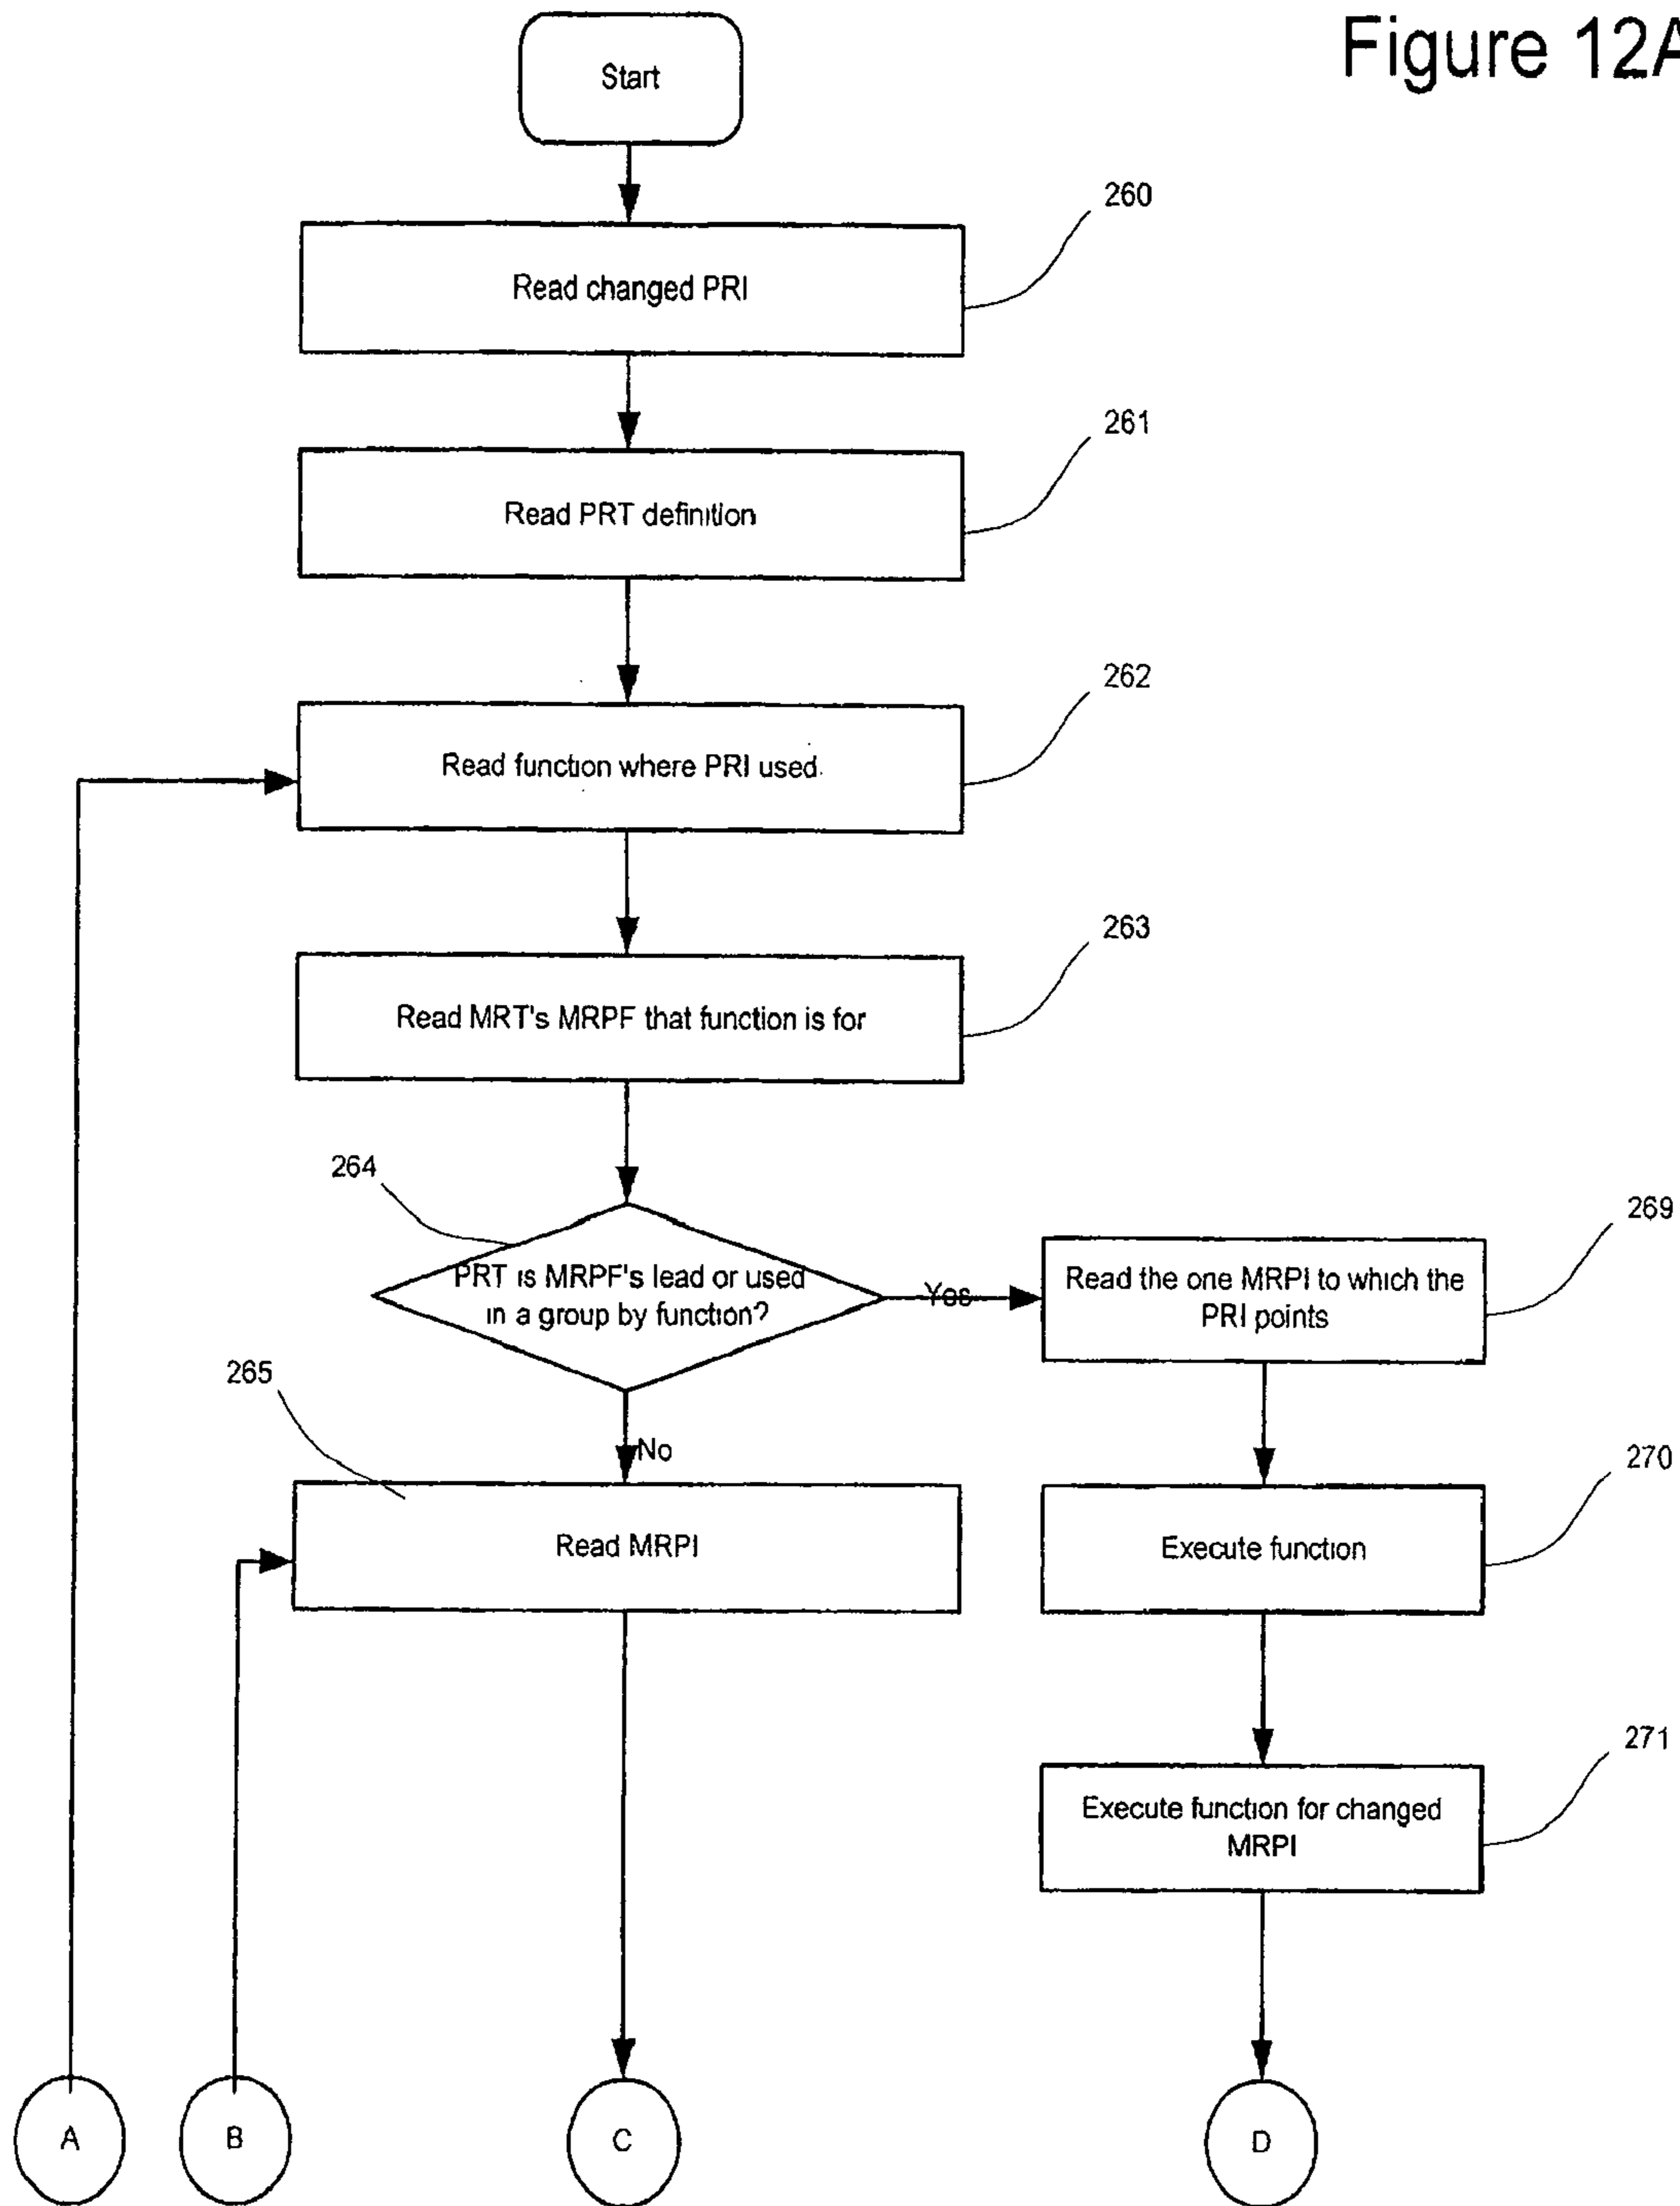 Figure 12A
Start
260
Read changed PRI
261
Read PRT definition
262
Read function where PRI used
263
Read MRT's MRPF that function is for
264
PRT is MRPF's lead or used
in a group by function?
Yes
269
Read the one MRPI to which the
PRI points
No
265
Read MRPI
270
Execute function
271
Execute function for changed
MRPI
A
B
C
D